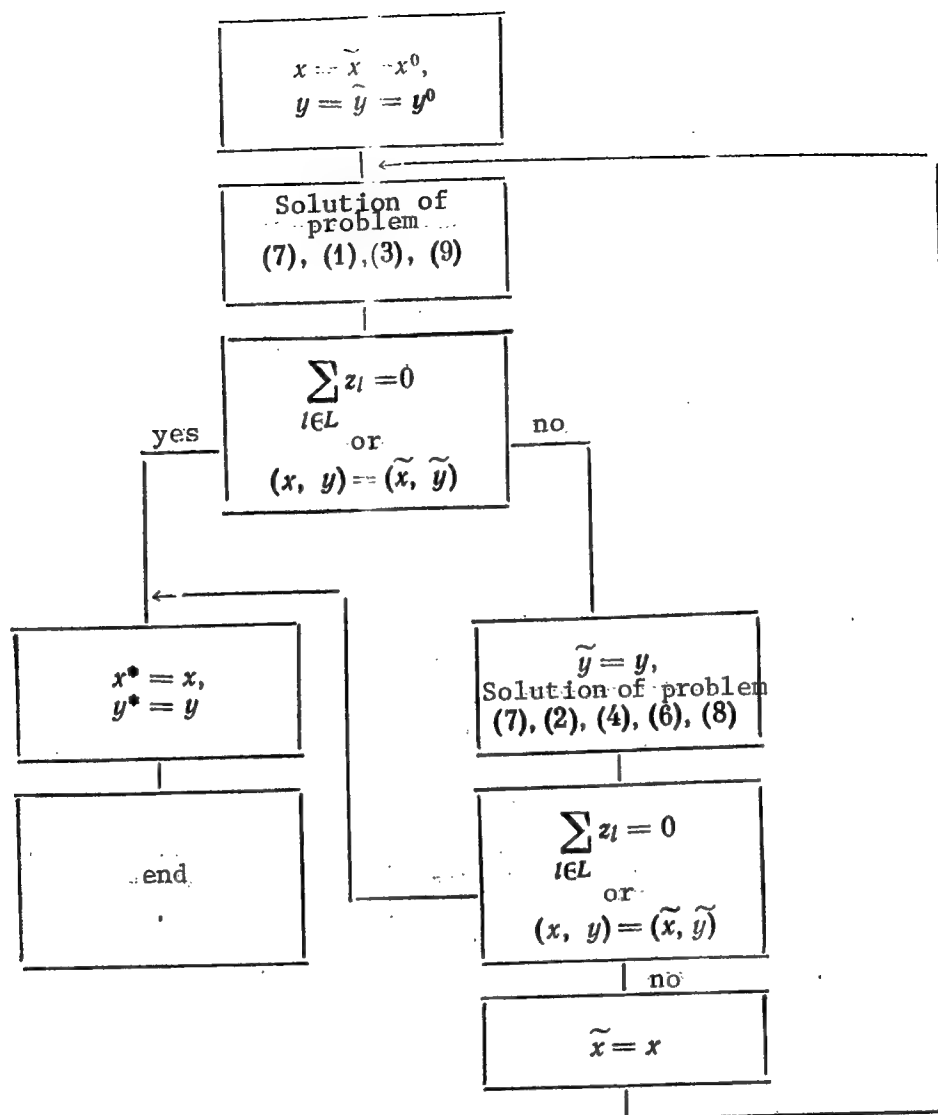 x = x̃ = x⁰,
y = ỹ = y⁰
Solution of
problem
(7), (1), (3), (9)
∑ z_l = 0
l∈L
or
(x, y) = (x̃, ỹ)
yes
no
x* = x,
y* = y
end
ỹ = y,
Solution of problem
(7), (2), (4), (6), (8)
∑ z_l = 0
l∈L
or
(x, y) = (x̃, ỹ)
no
x̃ = x